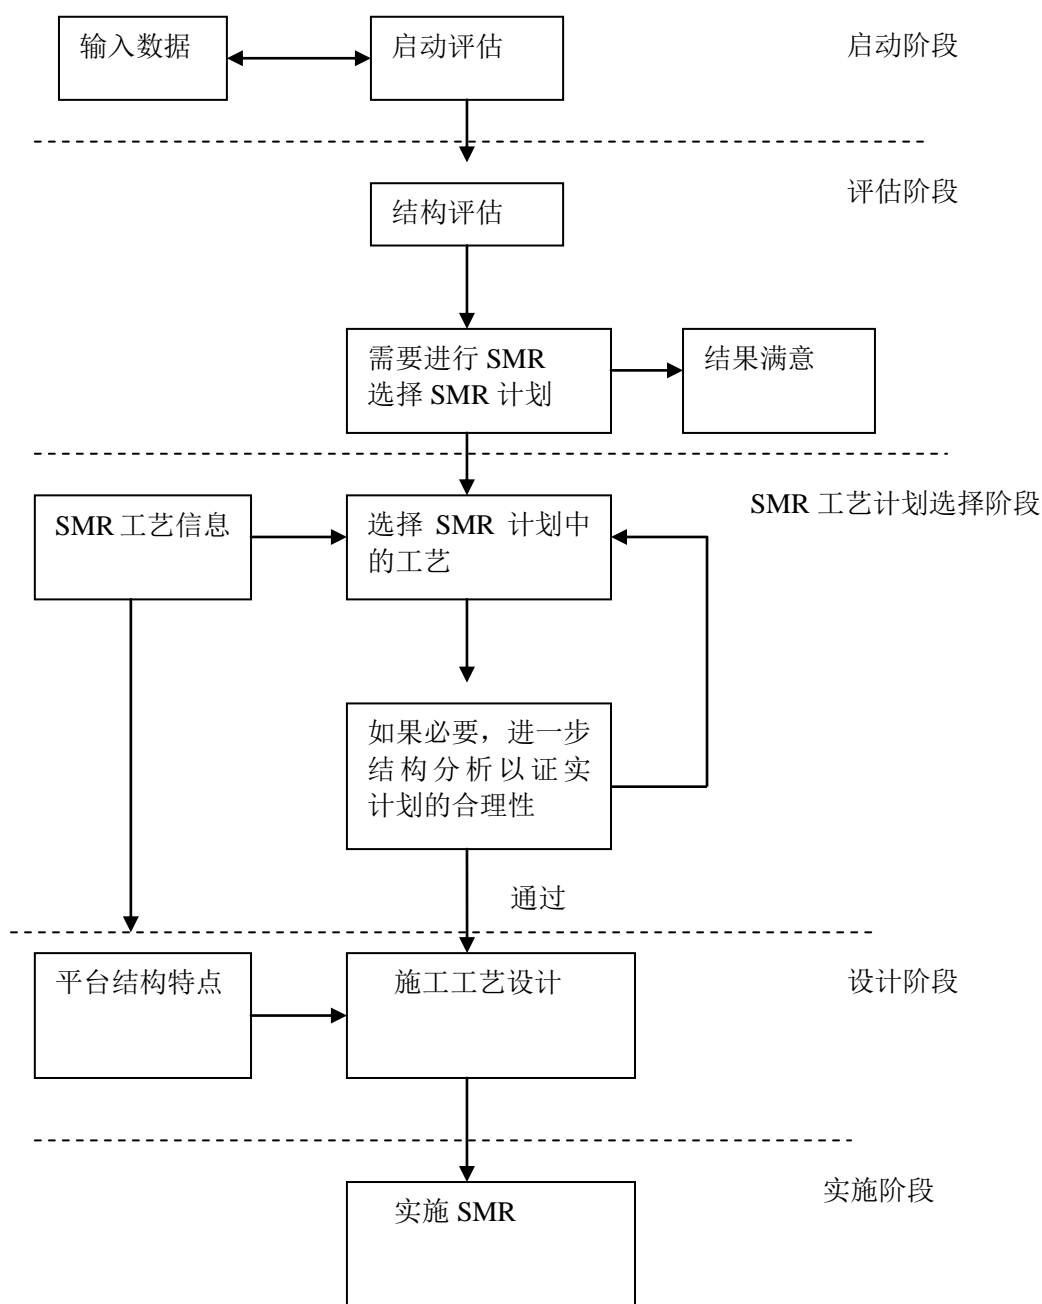 输入数据
启动评估
启动阶段
评估阶段
结构评估
需要进行 SMR
选择 SMR 计划
结果满意
SMR 工艺计划选择阶段
SMR 工艺信息
选择 SMR 计划中
的工艺
如果必要，进一步
结构分析以证实
计划的合理性
通过
平台结构特点
施工工艺设计
设计阶段
实施阶段
实施 SMR